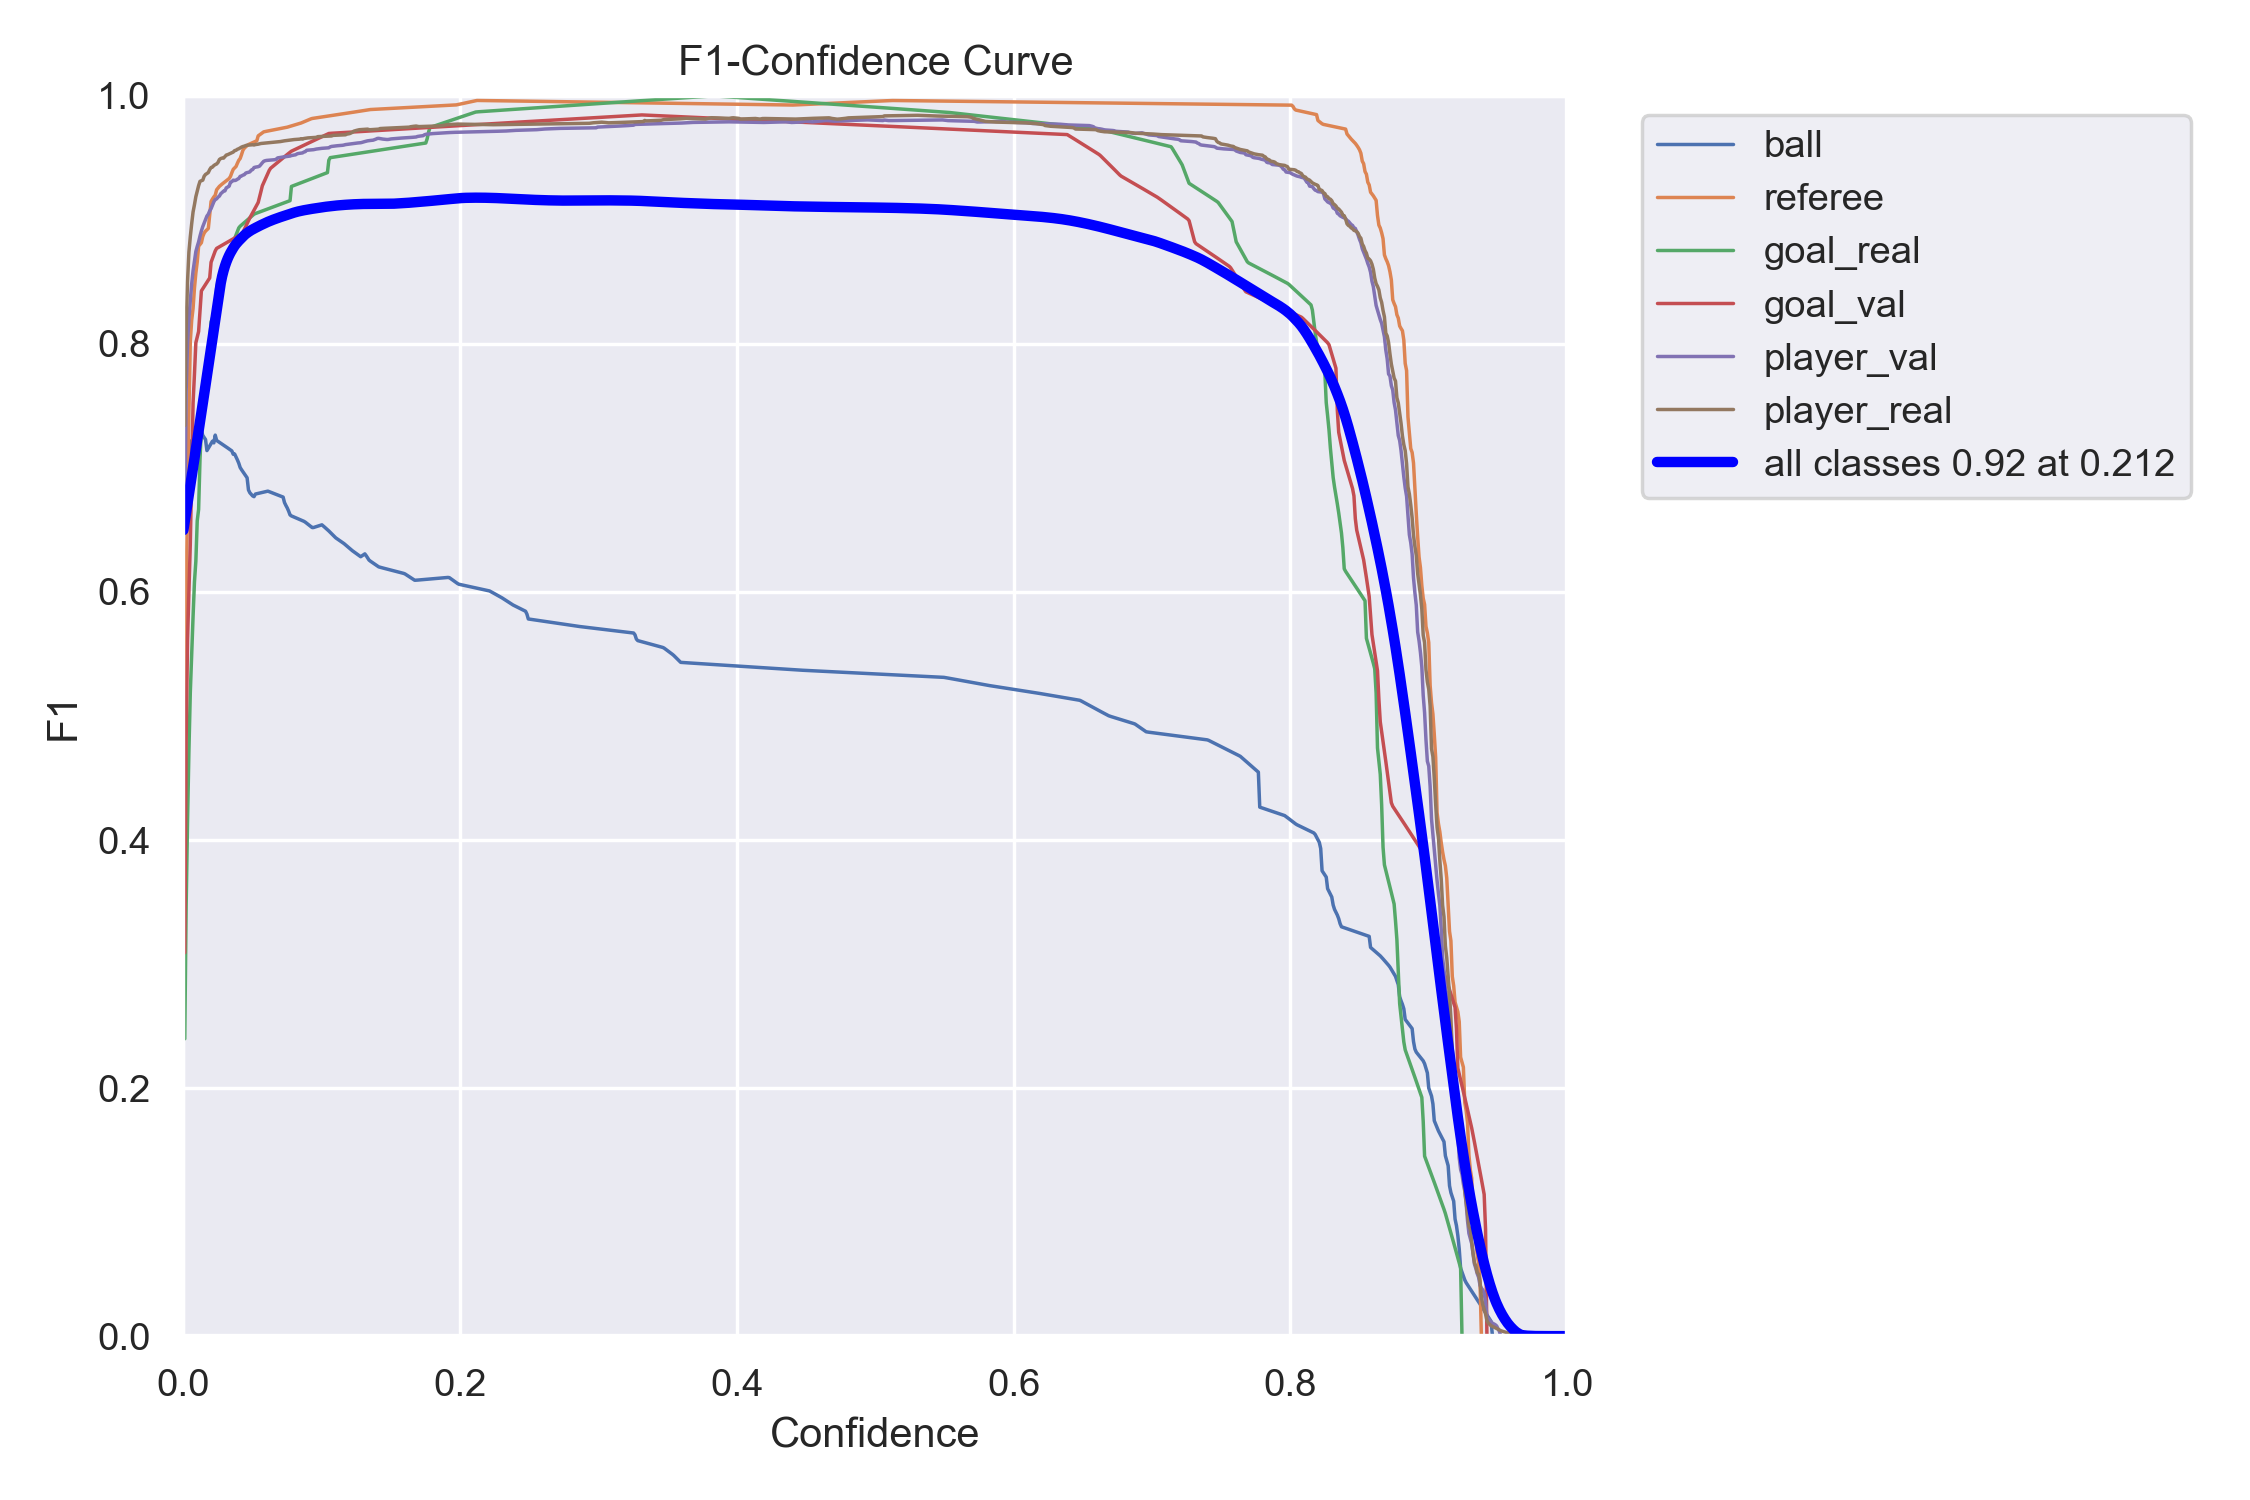 F1-Confidence Curve
1.0
0.8
0.6
0.4
0.2
0.0
F1
0.0 0.2 0.4 0.6 0.8 1.0
Confidence
ball
referee
goal_real
goal_val
player_val
player_real
all classes 0.92 at 0.212